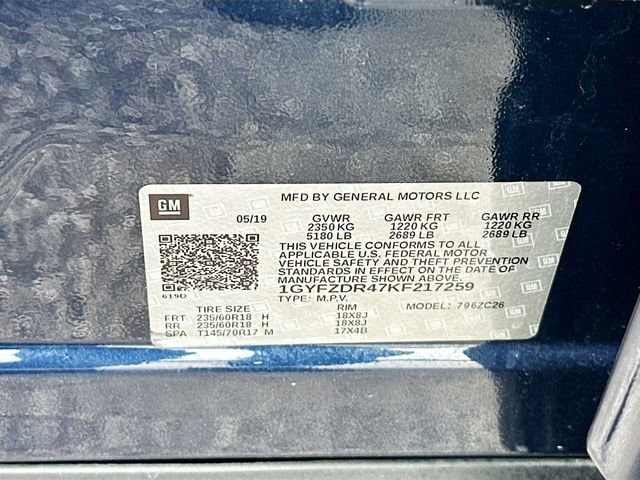 GM
MFD BY GENERAL MOTORS LLC
05/19 GVWR GAWR FRT GAWR RR
2350 KG 1220 KG 1220 KG
5180 LB 2689 LB 2689 LB
THIS VEHICLE CONFORMS TO ALL
APPLICABLE U.S. FEDERAL MOTOR
VEHICLE SAFETY AND THEFT PREVENTION
STANDARDS IN EFFECT ON THE DATE OF
MANUFACTURE SHOWN ABOVE.
1GYFZDR47KF217259
619D
TYPE: M.P.V. MODEL: 796ZC26
TIRE SIZE RIM
FRT 235/60R18 H 18X8J
RR 235/60R18 H 18X8J
SPA T145/70R17 M 17X4B